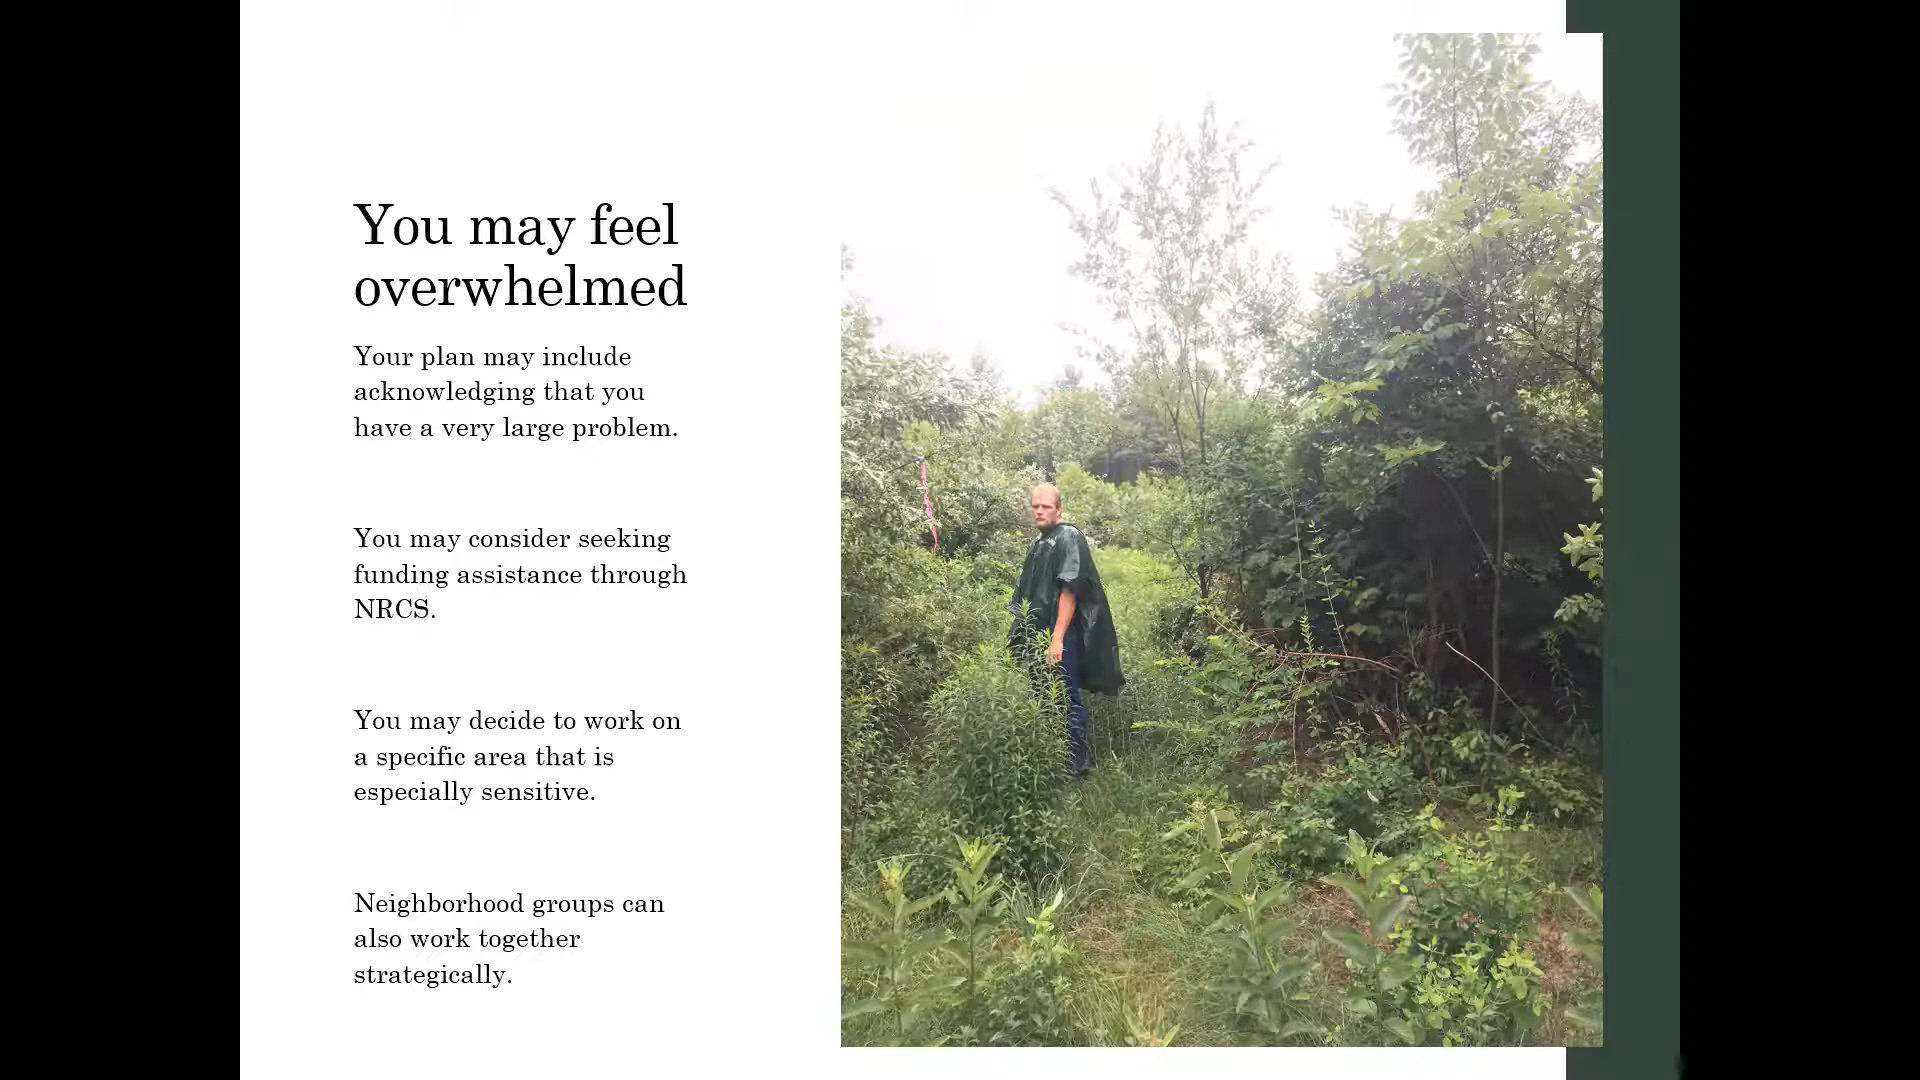 You may feel
overwhelmed
Your plan may include
acknowledging that you
have a very large problem.
You may consider seeking
funding assistance through
NRCS.
You may decide to work on
a specific area that is
especially sensitive.
Neighborhood groups can
also work together
strategically.